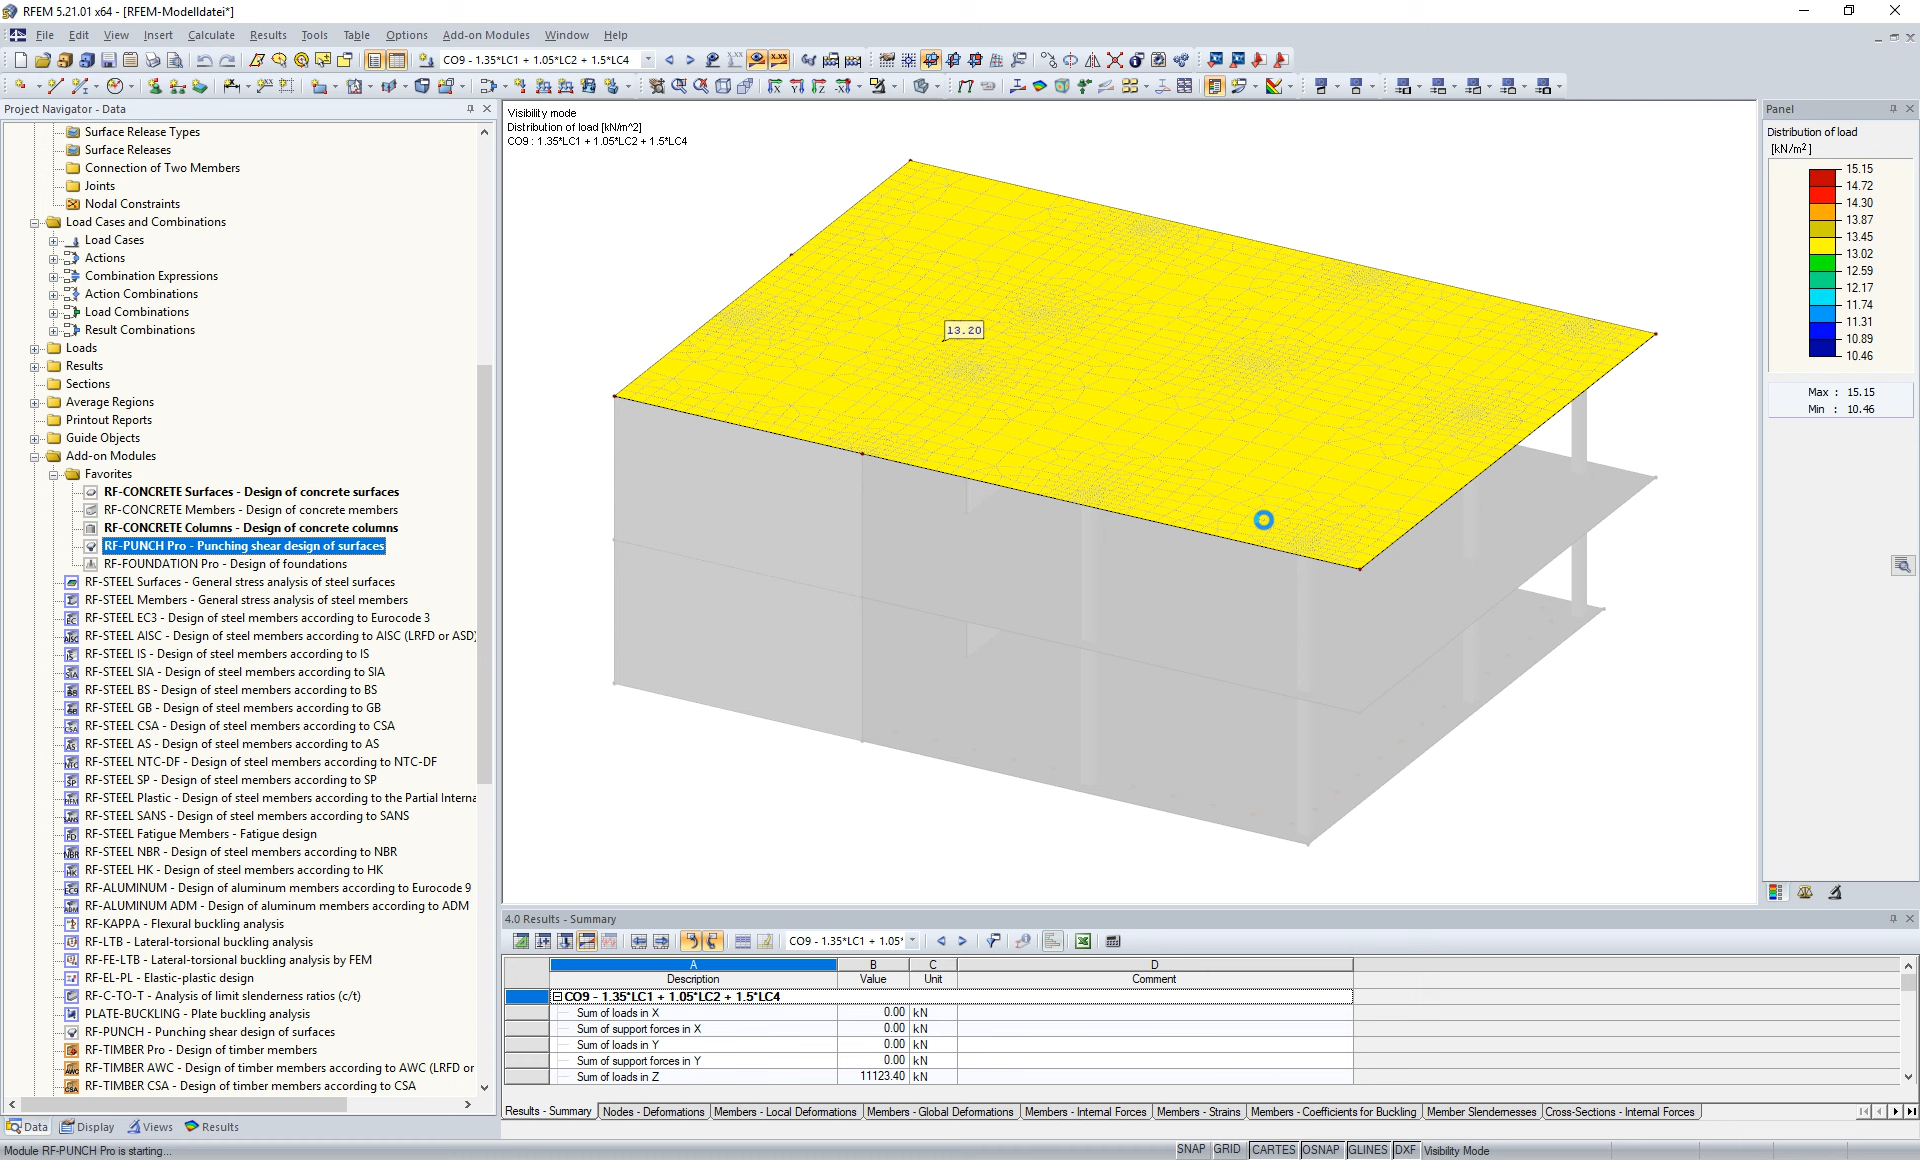 RFEM 5.21.01 x64 - [RFEM-Modelldatei*]
File Edit View Insert Calculate Results Tools Table Options Add-on Modules Window Help
CO9 - 1.35*LC1 + 1.05*LC2 + 1.5*LC4
Project Navigator - Data
Surface Release Types
Surface Releases
Connection of Two Members
Joints
Nodal Constraints
Load Cases and Combinations
Load Cases
Actions
Combination Expressions
Action Combinations
Load Combinations
Result Combinations
Loads
Results
Sections
Average Regions
Printout Reports
Guide Objects
Add-on Modules
Favorites
RF-CONCRETE Surfaces - Design of concrete surfaces
RF-CONCRETE Members - Design of concrete members
RF-CONCRETE Columns - Design of concrete columns
RF-PUNCH Pro - Punching shear design of surfaces
RF-FOUNDATION Pro - Design of foundations
RF-STEEL Surfaces - General stress analysis of steel surfaces
RF-STEEL Members - General stress analysis of steel members
RF-STEEL EC3 - Design of steel members according to Eurocode 3
RF-STEEL AISC - Design of steel members according to AISC (LRFD or ASD)
RF-STEEL IS - Design of steel members according to IS
RF-STEEL SIA - Design of steel members according to SIA
RF-STEEL BS - Design of steel members according to BS
RF-STEEL GB - Design of steel members according to GB
RF-STEEL CSA - Design of steel members according to CSA
RF-STEEL AS - Design of steel members according to AS
RF-STEEL NTC-DF - Design of steel members according to NTC-DF
RF-STEEL SP - Design of steel members according to SP
RF-STEEL Plastic - Design of steel members according to the Partial Interna
RF-STEEL SANS - Design of steel members according to SANS
RF-STEEL Fatigue Members - Fatigue design
RF-STEEL NBR - Design of steel members according to NBR
RF-STEEL HK - Design of steel members according to HK
RF-ALUMINUM - Design of aluminum members according to Eurocode 9
RF-ALUMINUM ADM - Design of aluminum members according to ADM
RF-KAPPA - Flexural buckling analysis
RF-LTB - Lateral-torsional buckling analysis
RF-FE-LTB - Lateral-torsional buckling analysis by FEM
RF-EL-PL - Elastic-plastic design
RF-C-TO-T - Analysis of limit slenderness ratios (c/t)
PLATE-BUCKLING - Plate buckling analysis
RF-PUNCH - Punching shear design of surfaces
RF-TIMBER Pro - Design of timber members
RF-TIMBER AWC - Design of timber members according to AWC (LRFD or
RF-TIMBER CSA - Design of timber members according to CSA
Data Display Views Results
Visibility mode
Distribution of load [kN/m^2]
CO9 : 1.35*LC1 + 1.05*LC2 + 1.5*LC4
13.20
Panel
Distribution of load
[kN/m²]
15.15
14.72
14.30
13.87
13.45
13.02
12.59
12.17
11.74
11.31
10.89
10.46
Max : 15.15
Min : 10.46
4.0 Results - Summary
CO9 - 1.35*LC1 + 1.05*
A B C D
Description Value Unit Comment
CO9 - 1.35*LC1 + 1.05*LC2 + 1.5*LC4
Sum of loads in X 0.00 kN
Sum of support forces in X 0.00 kN
Sum of loads in Y 0.00 kN
Sum of support forces in Y 0.00 kN
Sum of loads in Z 11123.40 kN
Results - Summary Nodes - Deformations Members - Local Deformations Members - Global Deformations Members - Internal Forces Members - Strains Members - Coefficients for Buckling Member Slendernesses Cross-Sections - Internal Forces
Module RF-PUNCH Pro is starting... SNAP GRID CARTES OSNAP GLINES DXF Visibility Mode